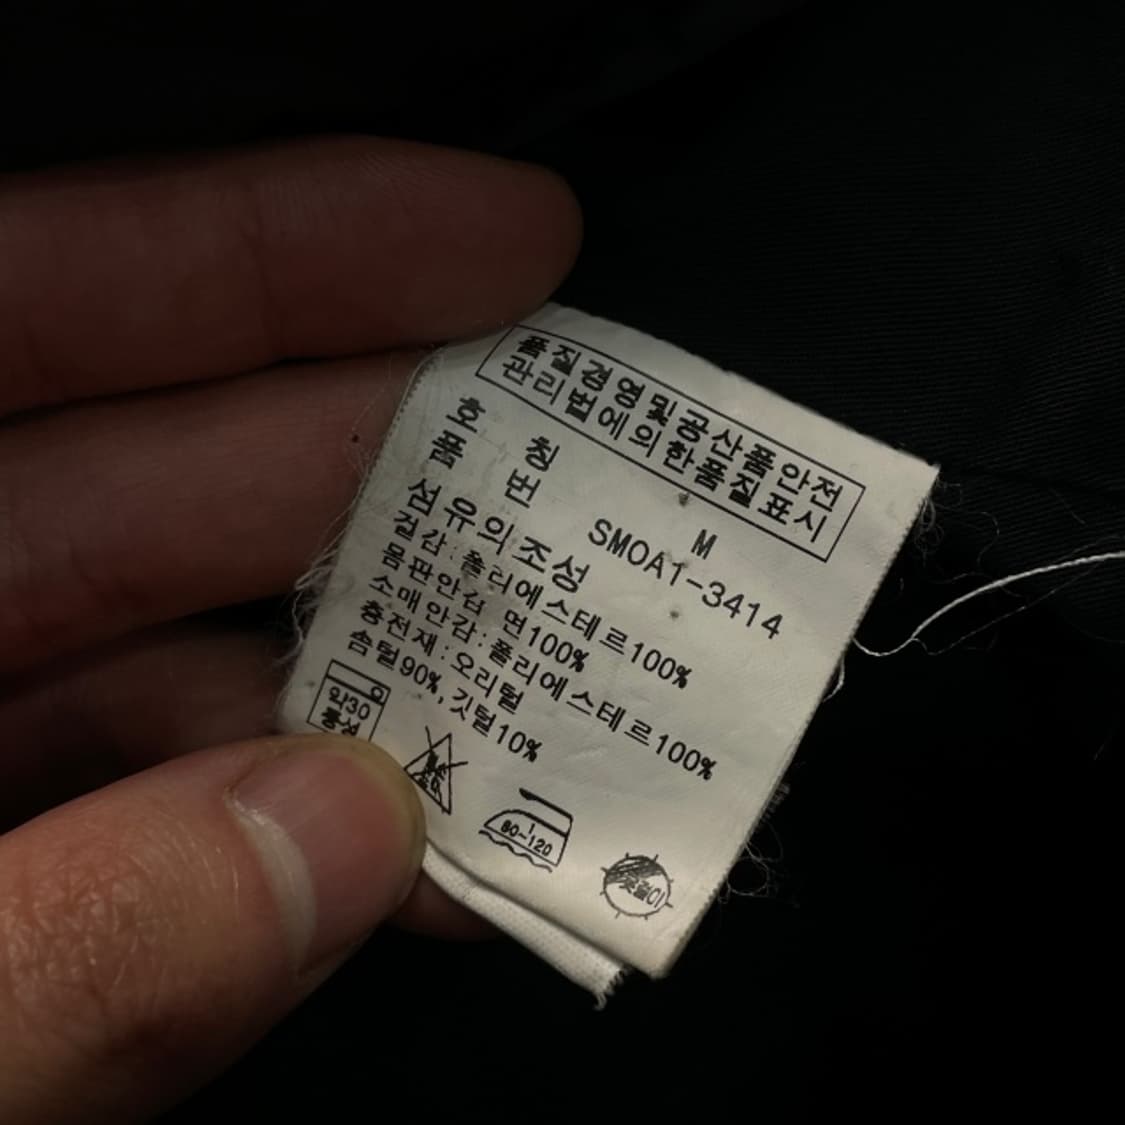 품질경영및공산품안전
관리법에의한품질표시
호 칭 M
품 번 SMOA1-3414
섬유의조성
겉감:폴리에스테르100%
몸판안감 면100%
소매안감:폴리에스테르100%
충전재:오리털
솜털90%,깃털10%
약30
중성
80-120
옷걸이